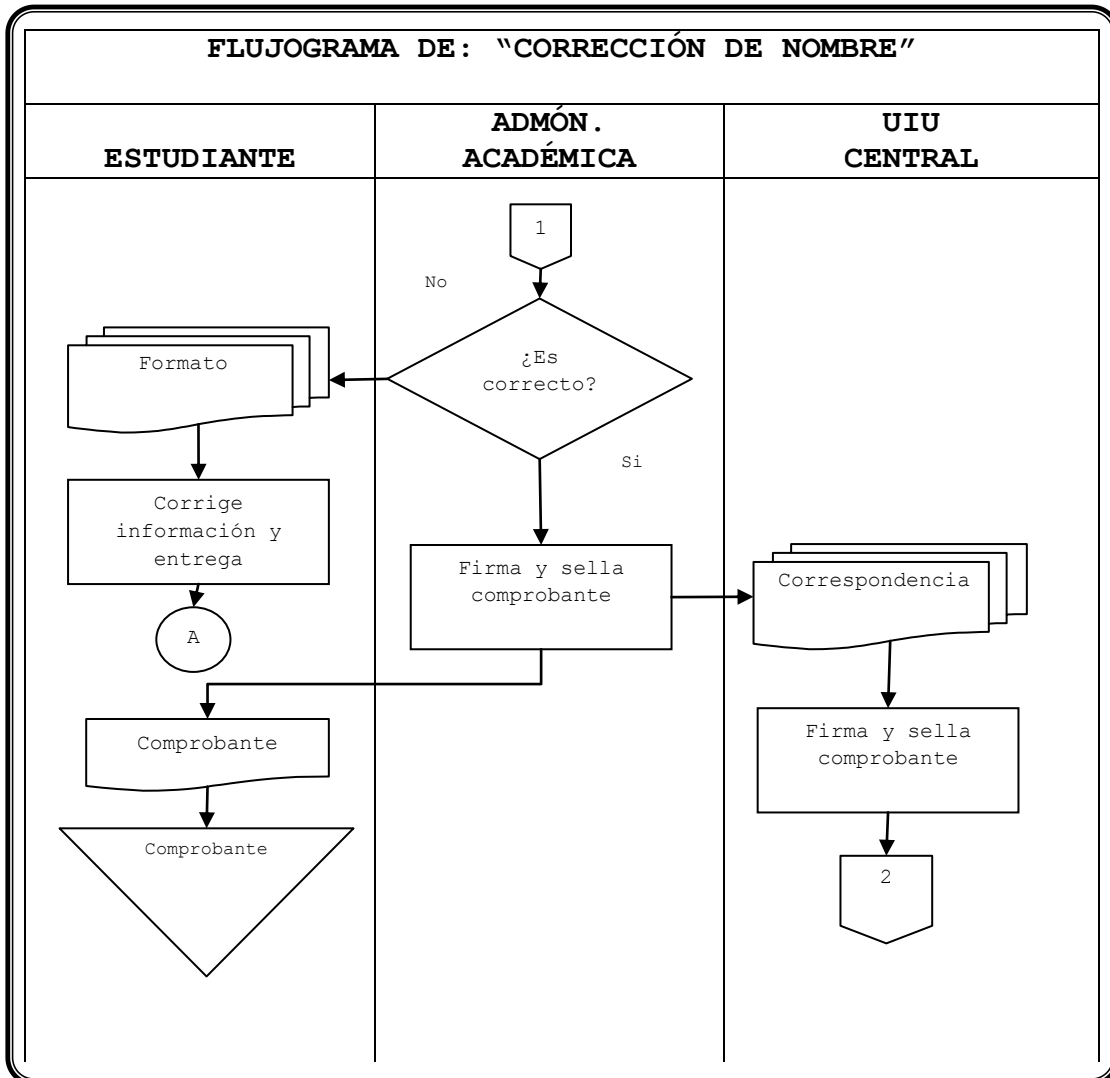 FLUJOGRAMA DE: “CORRECCIÓN DE NOMBRE”
ESTUDIANTE
ADMÓN.
ACADÉMICA
UIU
CENTRAL
1
No
¿Es
correcto?
Formato
Si
Corrige
información y
entrega
A
Firma y sella
comprobante
Correspondencia
Comprobante
Firma y sella
comprobante
Comprobante
2